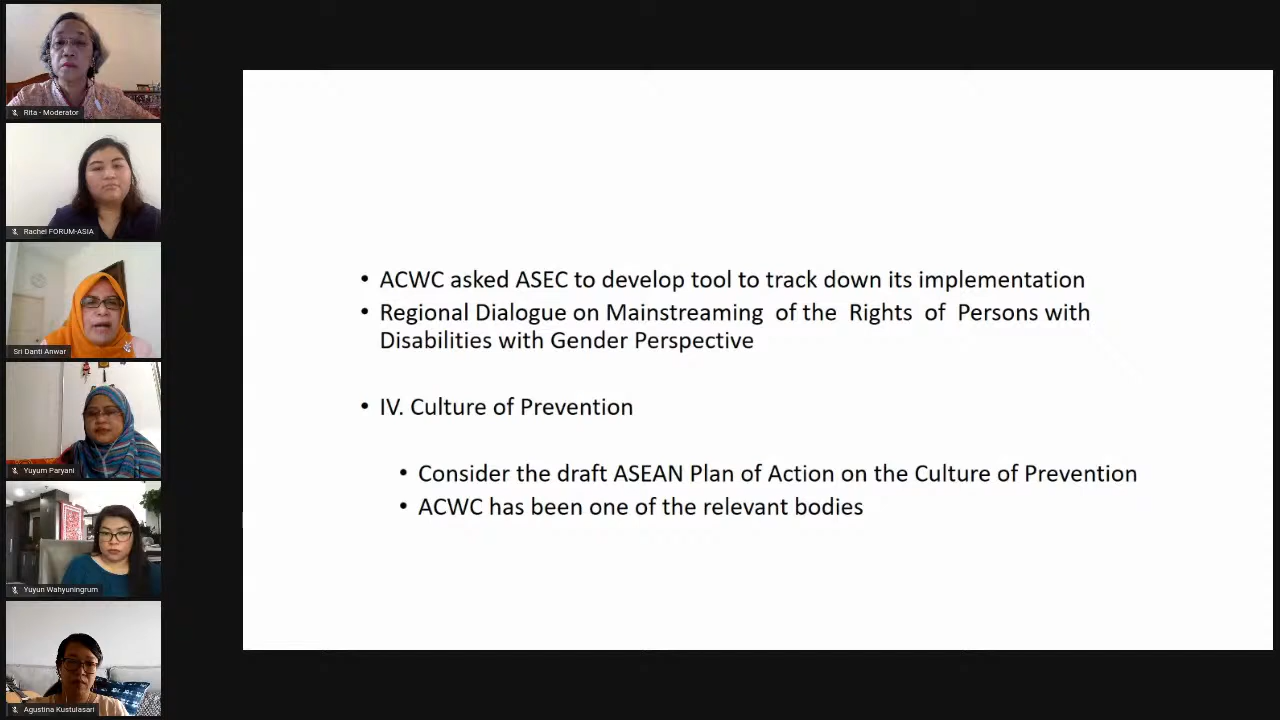 Rita - Moderator
Rachel FORUM-ASIA
Sri Danti Anwar
Yuyum Paryani
Yuyun Wahyuningrum
Agustina Kustulasari
• ACWC asked ASEC to develop tool to track down its implementation
• Regional Dialogue on Mainstreaming of the Rights of Persons with
Disabilities with Gender Perspective
• IV. Culture of Prevention
• Consider the draft ASEAN Plan of Action on the Culture of Prevention
• ACWC has been one of the relevant bodies